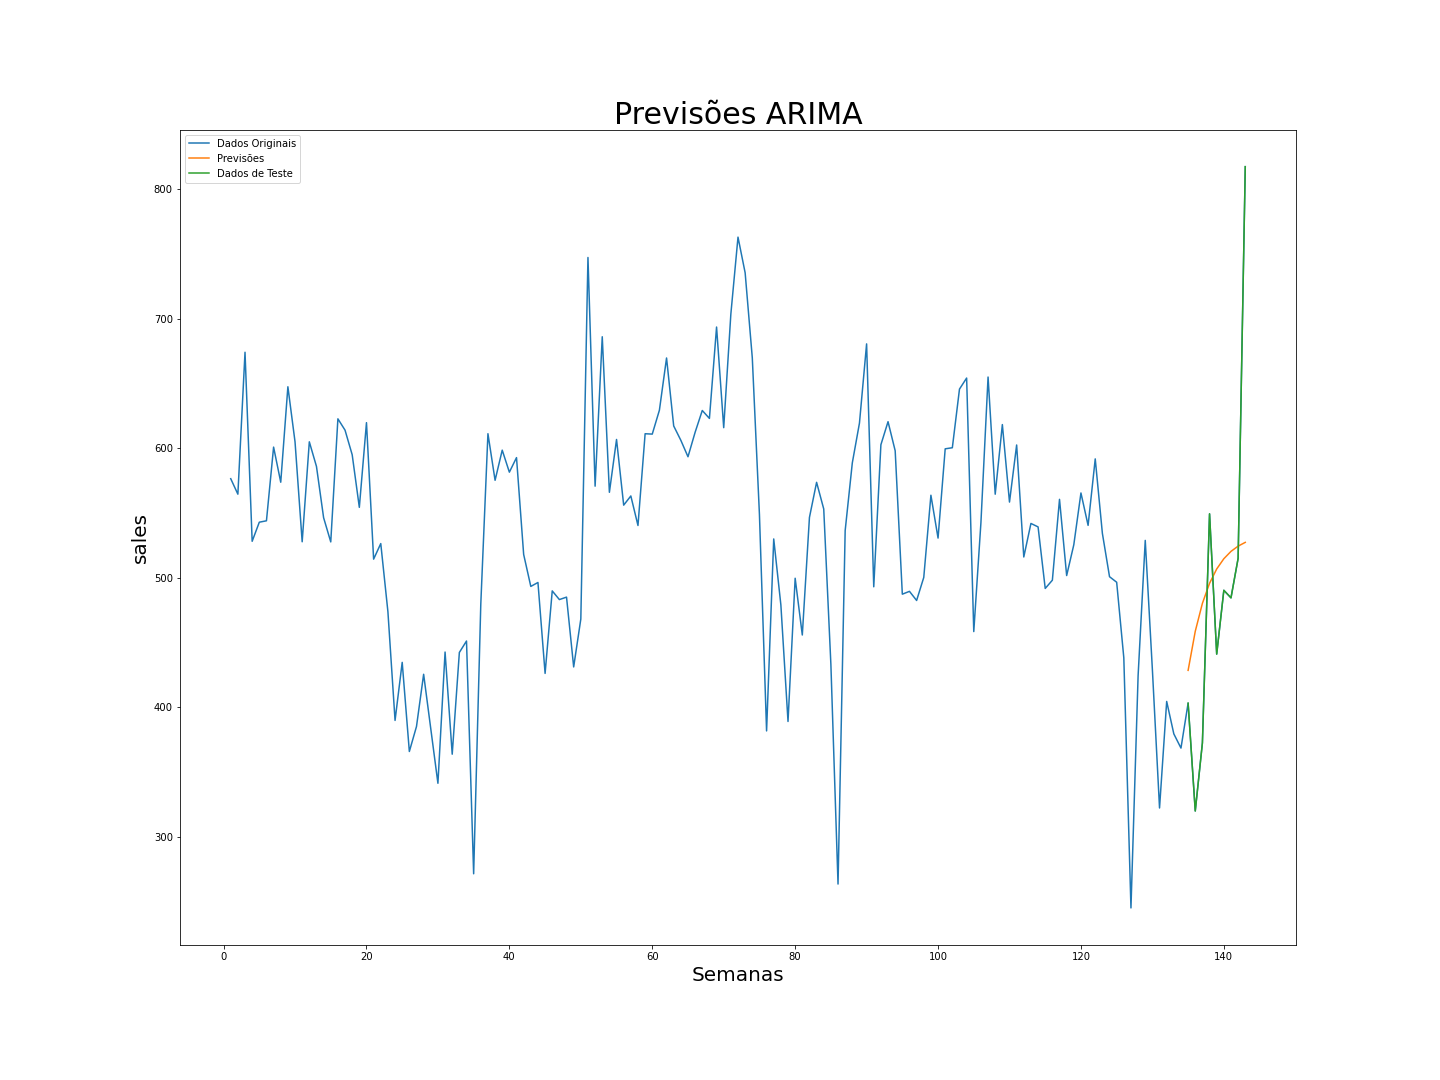 Previsões ARIMA
Dados Originais
Previsões
Dados de Teste
sales
800
700
600
500
400
300
0 20 40 60 80 100 120 140
Semanas